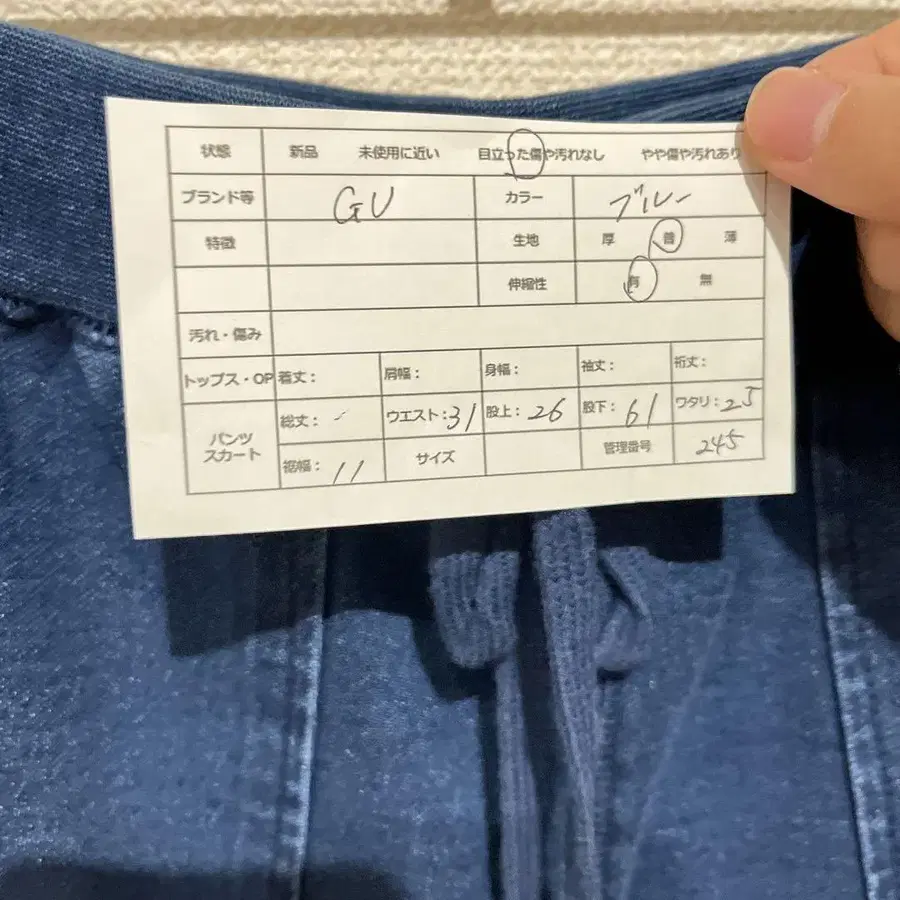 状態 新品 未使用に近い 目立った傷や汚れなし やや傷や汚れあり
ブランド等 GU カラー ブルー
特徴 生地 厚 普 薄
伸縮性 有 無
汚れ・傷み
トップス・OP 着丈: 肩幅: 身幅: 袖丈: 裄丈:
パンツ スカート 総丈: - ウエスト:31 股上:26 股下:61 ワタリ:25
裾幅:11 サイズ 管理番号 245